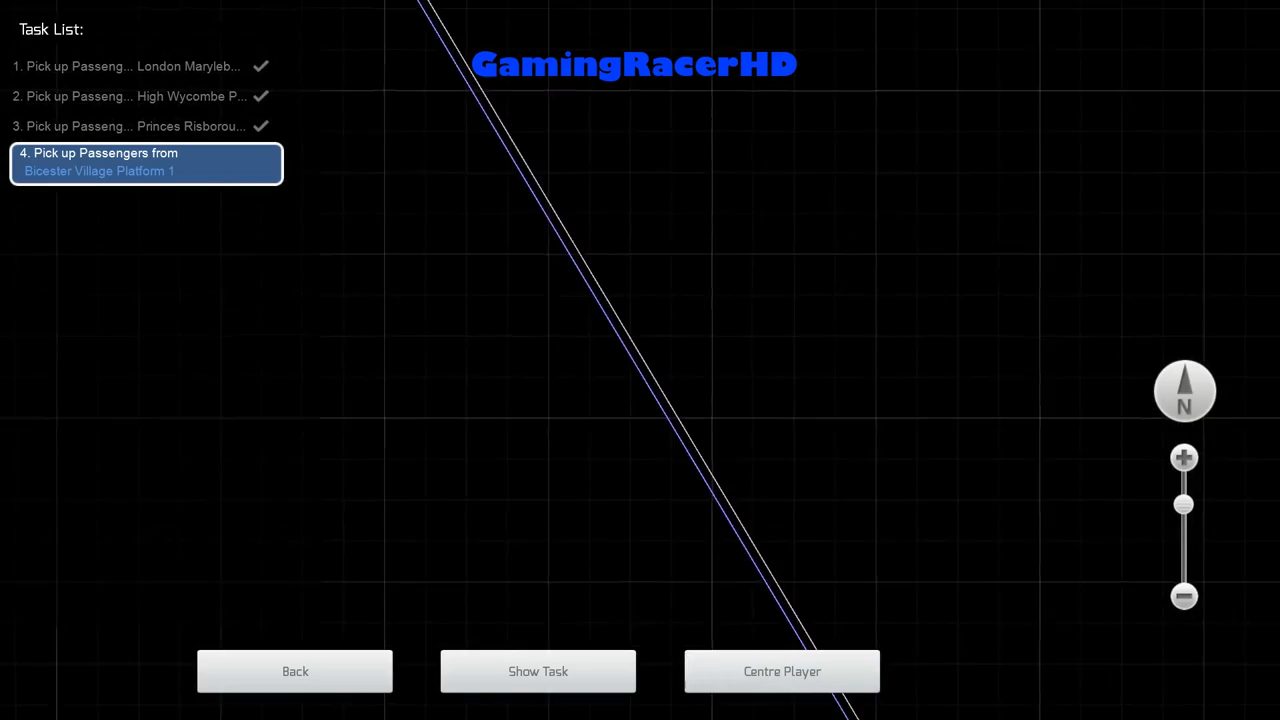 Task List:
GamingRacerHD
1. Pick up Passeng... London Maryleb...
2. Pick up Passeng... High Wycombe P...
3. Pick up Passeng... Princes Risborou...
4. Pick up Passengers from
Bicester Village Platform 1
N
Back
Show Task
Centre Player